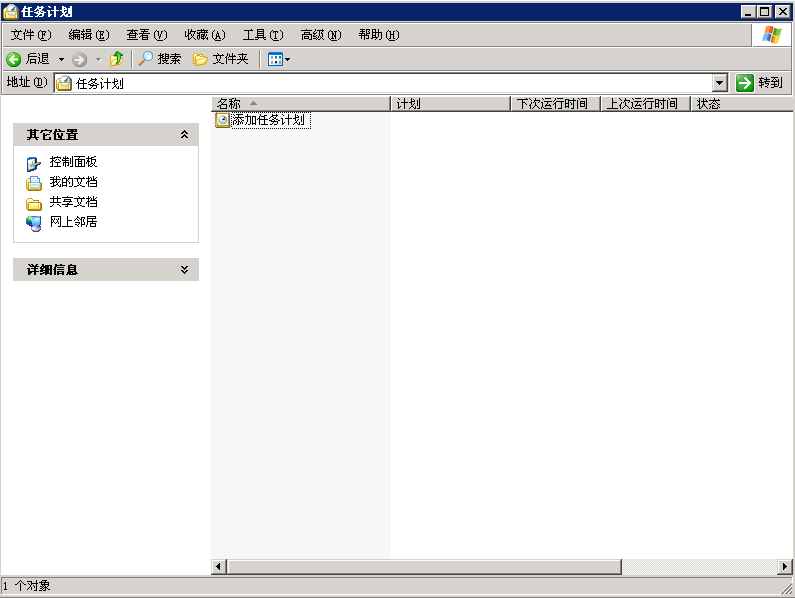 任务计划
文件(F) 编辑(E) 查看(V) 收藏(A) 工具(T) 高级(N) 帮助(H)
后退 搜索 文件夹
地址(D) 任务计划 转到
名称 计划 下次运行时间 上次运行时间 状态
添加任务计划
其它位置
控制面板
我的文档
共享文档
网上邻居
详细信息
1 个对象